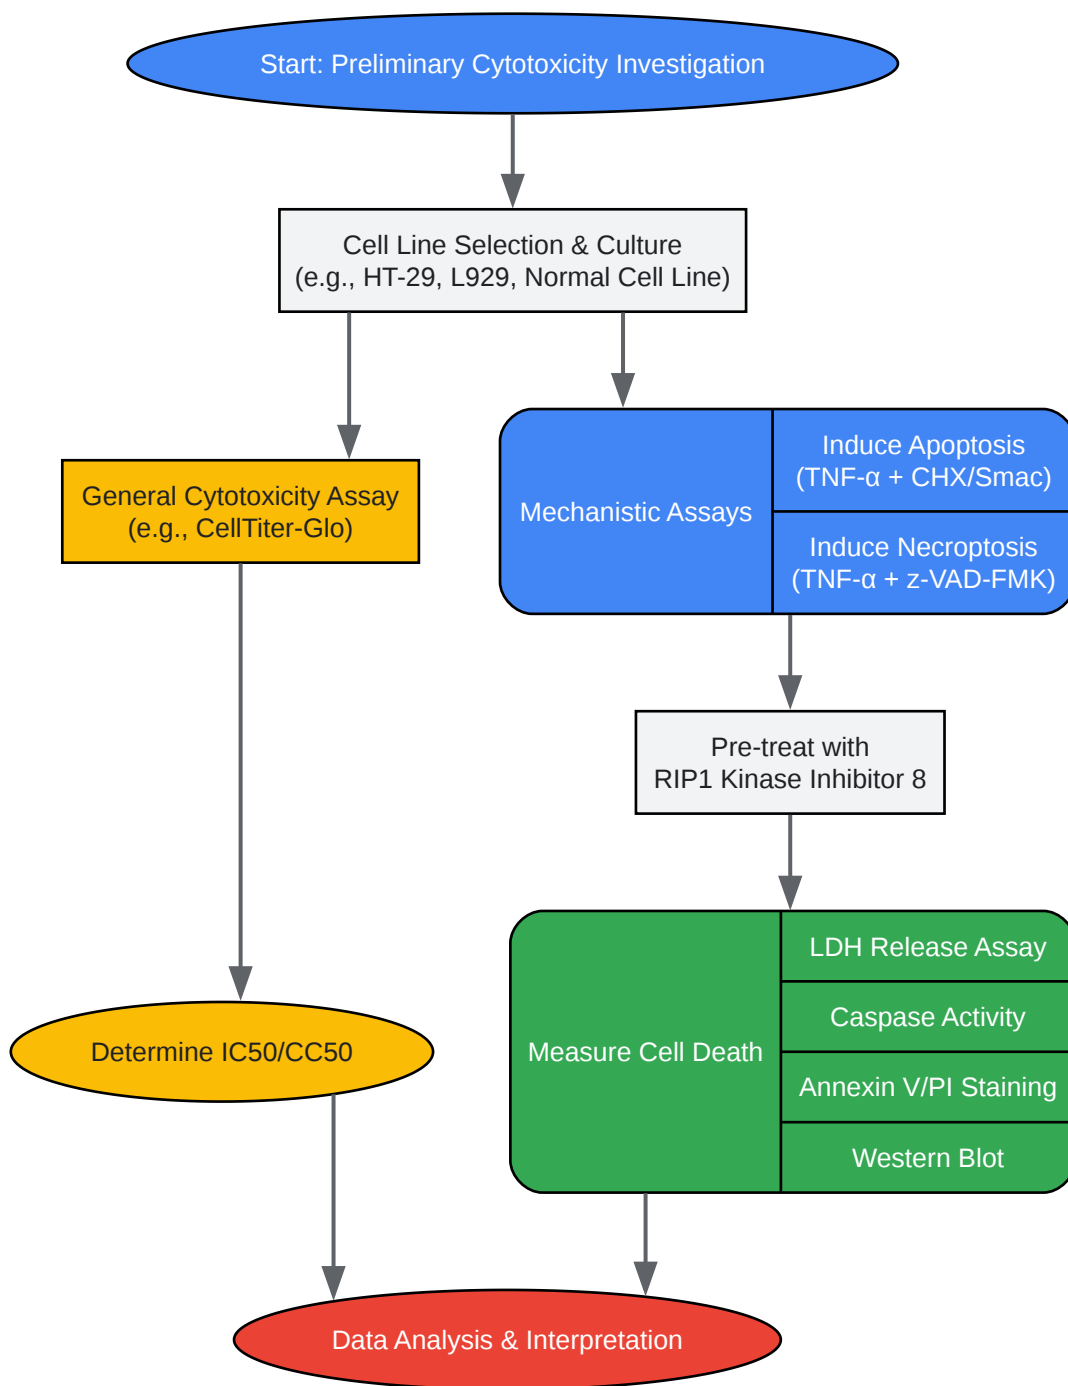 Start: Preliminary Cytotoxicity Investigation
Cell Line Selection & Culture
(e.g., HT-29, L929, Normal Cell Line)
General Cytotoxicity Assay
(e.g., CellTiter-Glo)
Mechanistic Assays
Induce Apoptosis
(TNF-α + CHX/Smac)
Induce Necroptosis
(TNF-α + z-VAD-FMK)
Pre-treat with
RIP1 Kinase Inhibitor 8
Determine IC50/CC50
Measure Cell Death
LDH Release Assay
Caspase Activity
Annexin V/PI Staining
Western Blot
Data Analysis & Interpretation